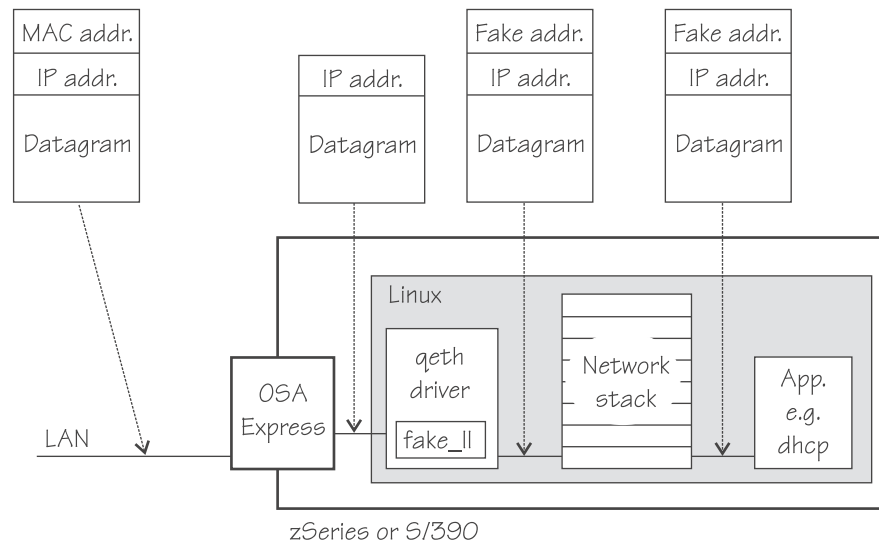 MAC addr.
IP addr.
Datagram
IP addr.
Datagram
Fake addr.
IP addr.
Datagram
Fake addr.
IP addr.
Datagram
Linux
qeth
driver
fake_ll
Network
stack
App.
e.g.
dhcp
OSA
Express
LAN
zSeries or S/390